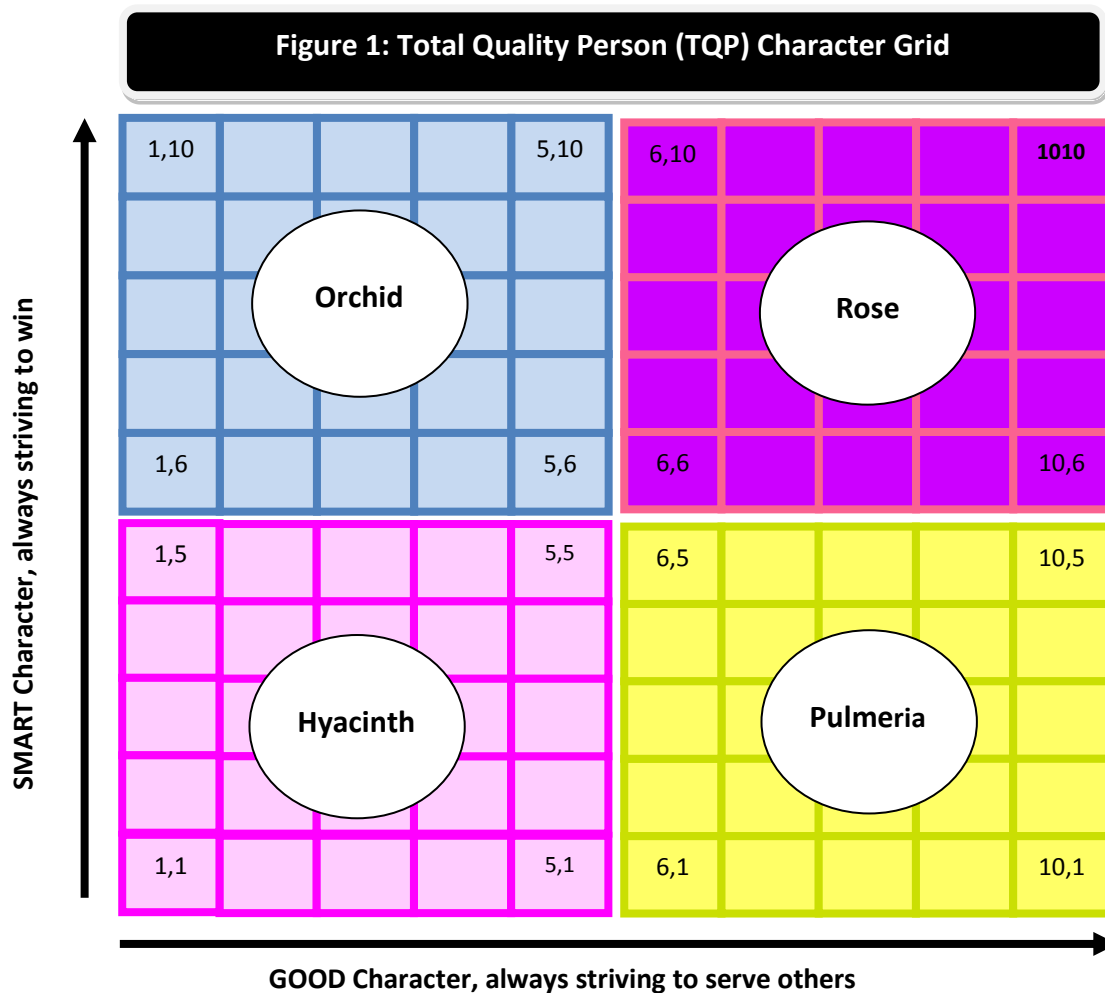 Figure 1: Total Quality Person (TQP) Character Grid
SMART Character, always striving to win
1,10
5,10
6,10
1010
Orchid
Rose
1,6
5,6
6,6
10,6
1,5
5,5
6,5
10,5
Hyacinth
Pulmeria
1,1
5,1
6,1
10,1
GOOD Character, always striving to serve others